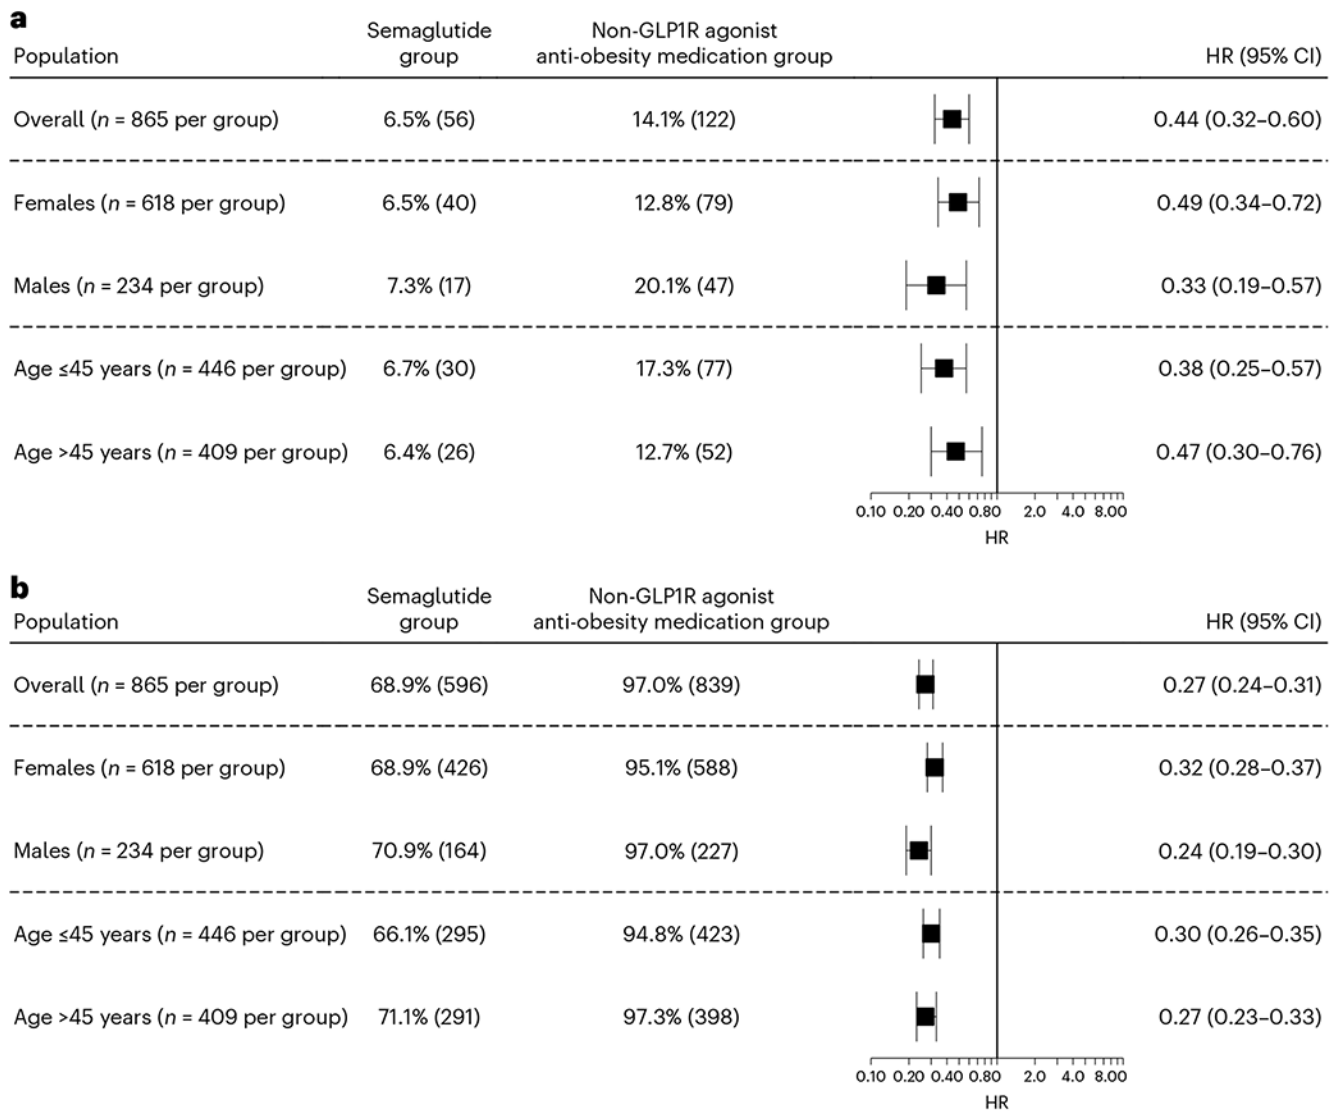 a
Population Semaglutide group Non-GLP1R agonist anti-obesity medication group HR (95% CI)
Overall (n = 865 per group) 6.5% (56) 14.1% (122) 0.44 (0.32–0.60)
Females (n = 618 per group) 6.5% (40) 12.8% (79) 0.49 (0.34–0.72)
Males (n = 234 per group) 7.3% (17) 20.1% (47) 0.33 (0.19–0.57)
Age ≤45 years (n = 446 per group) 6.7% (30) 17.3% (77) 0.38 (0.25–0.57)
Age >45 years (n = 409 per group) 6.4% (26) 12.7% (52) 0.47 (0.30–0.76)
0.10 0.20 0.40 0.80 2.0 4.0 8.00
HR
b
Population Semaglutide group Non-GLP1R agonist anti-obesity medication group HR (95% CI)
Overall (n = 865 per group) 68.9% (596) 97.0% (839) 0.27 (0.24–0.31)
Females (n = 618 per group) 68.9% (426) 95.1% (588) 0.32 (0.28–0.37)
Males (n = 234 per group) 70.9% (164) 97.0% (227) 0.24 (0.19–0.30)
Age ≤45 years (n = 446 per group) 66.1% (295) 94.8% (423) 0.30 (0.26–0.35)
Age >45 years (n = 409 per group) 71.1% (291) 97.3% (398) 0.27 (0.23–0.33)
0.10 0.20 0.40 0.80 2.0 4.0 8.00
HR